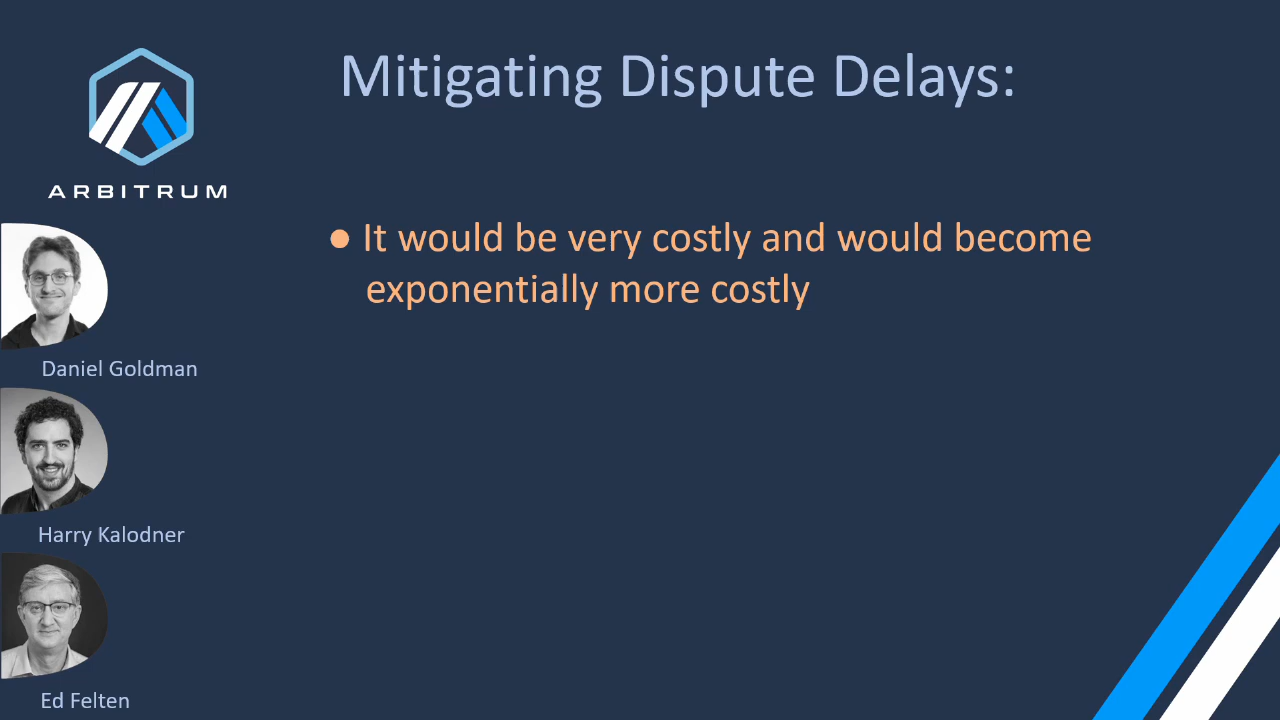 Mitigating Dispute Delays:
ARBITRUM
● It would be very costly and would become
exponentially more costly
Daniel Goldman
Harry Kalodner
Ed Felten